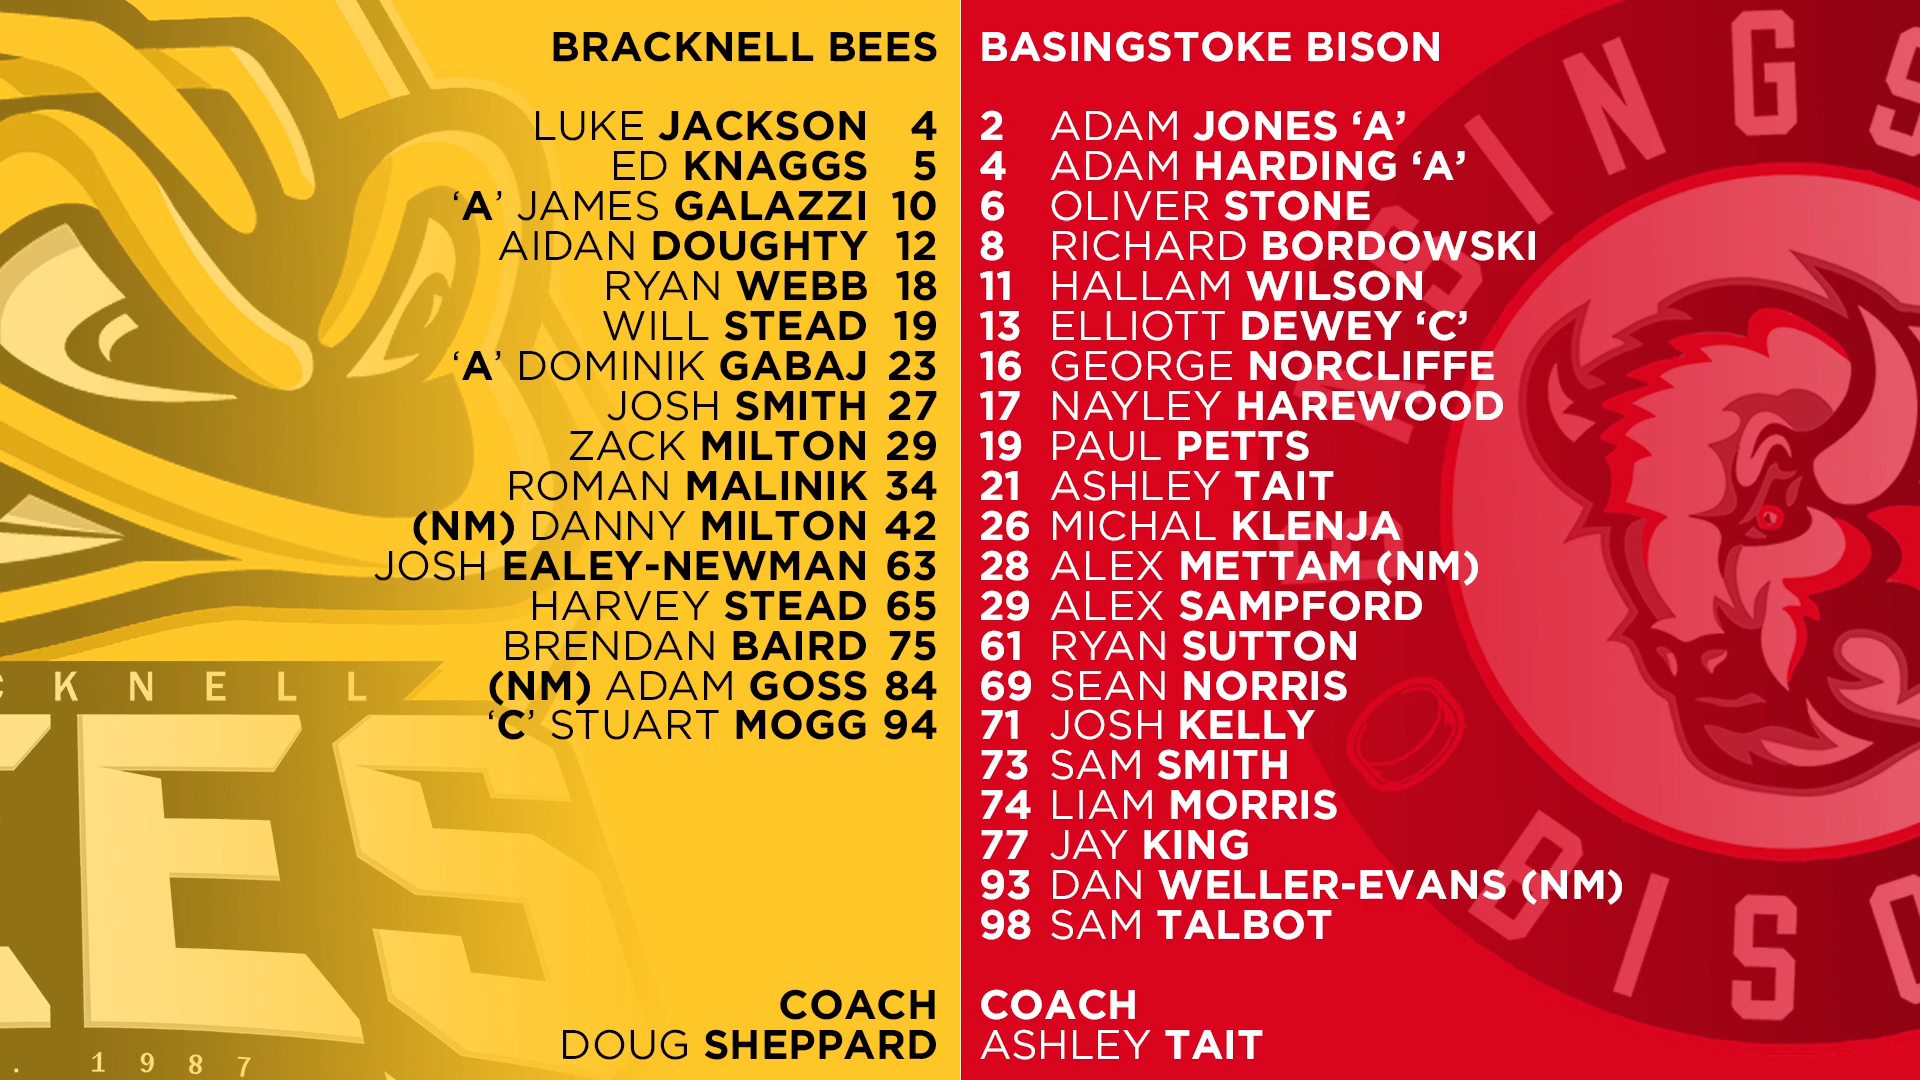 BRACKNELL BEES
LUKE JACKSON 4
ED KNAGGS 5
‘A’ JAMES GALAZZI 10
AIDAN DOUGHTY 12
RYAN WEBB 18
WILL STEAD 19
‘A’ DOMINIK GABAJ 23
JOSH SMITH 27
ZACK MILTON 29
ROMAN MALINIK 34
(NM) DANNY MILTON 42
JOSH EALEY-NEWMAN 63
HARVEY STEAD 65
BRENDAN BAIRD 75
(NM) ADAM GOSS 84
‘C’ STUART MOGG 94
COACH
DOUG SHEPPARD
BASINGSTOKE BISON
2 ADAM JONES ‘A’
4 ADAM HARDING ‘A’
6 OLIVER STONE
8 RICHARD BORDOWSKI
11 HALLAM WILSON
13 ELLIOTT DEWEY ‘C’
16 GEORGE NORCLIFFE
17 NAYLEY HAREWOOD
19 PAUL PETTS
21 ASHLEY TAIT
26 MICHAL KLENJA
28 ALEX METTAM (NM)
29 ALEX SAMPFORD
61 RYAN SUTTON
69 SEAN NORRIS
71 JOSH KELLY
73 SAM SMITH
74 LIAM MORRIS
77 JAY KING
93 DAN WELLER-EVANS (NM)
98 SAM TALBOT
COACH
ASHLEY TAIT
CKNELL
EES
. 1987
BASINGS
BISO